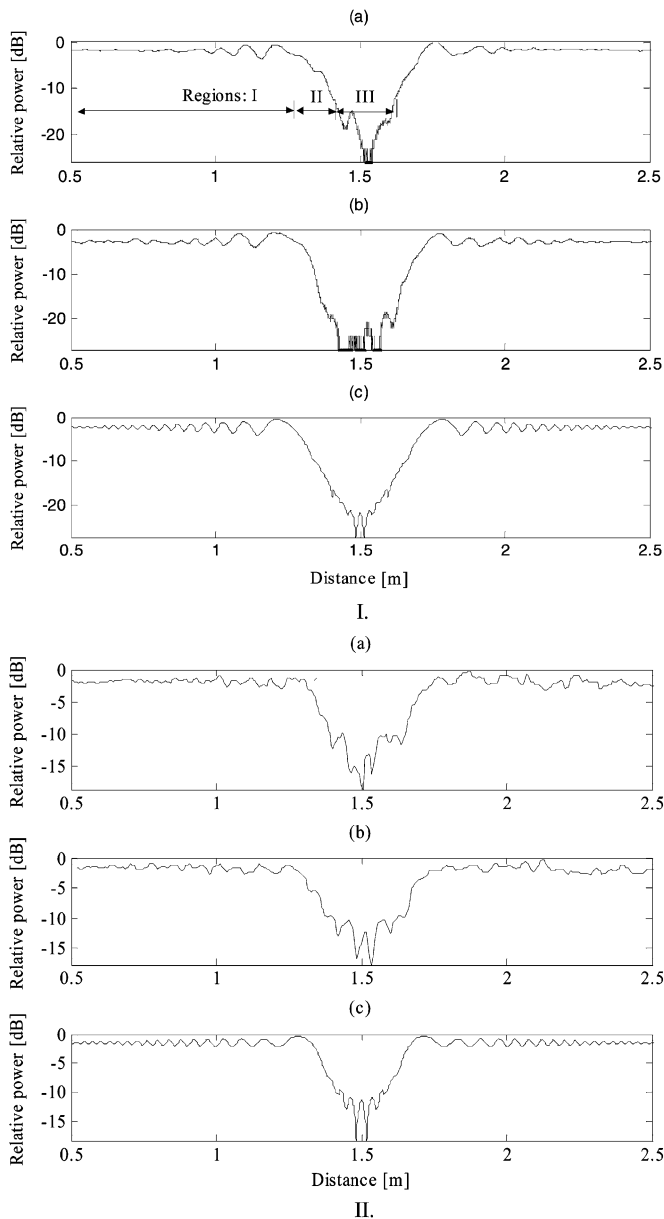 (a)
Relative power [dB]
0
-10
-20
Regions: I
II
III
0.5 1 1.5 2 2.5
(b)
Relative power [dB]
0
-10
-20
0.5 1 1.5 2 2.5
(c)
Relative power [dB]
0
-10
-20
0.5 1 1.5 2 2.5
Distance [m]
I.
(a)
Relative power [dB]
0
-5
-10
-15
0.5 1 1.5 2 2.5
(b)
Relative power [dB]
0
-5
-10
-15
0.5 1 1.5 2 2.5
(c)
Relative power [dB]
0
-5
-10
-15
0.5 1 1.5 2 2.5
Distance [m]
II.